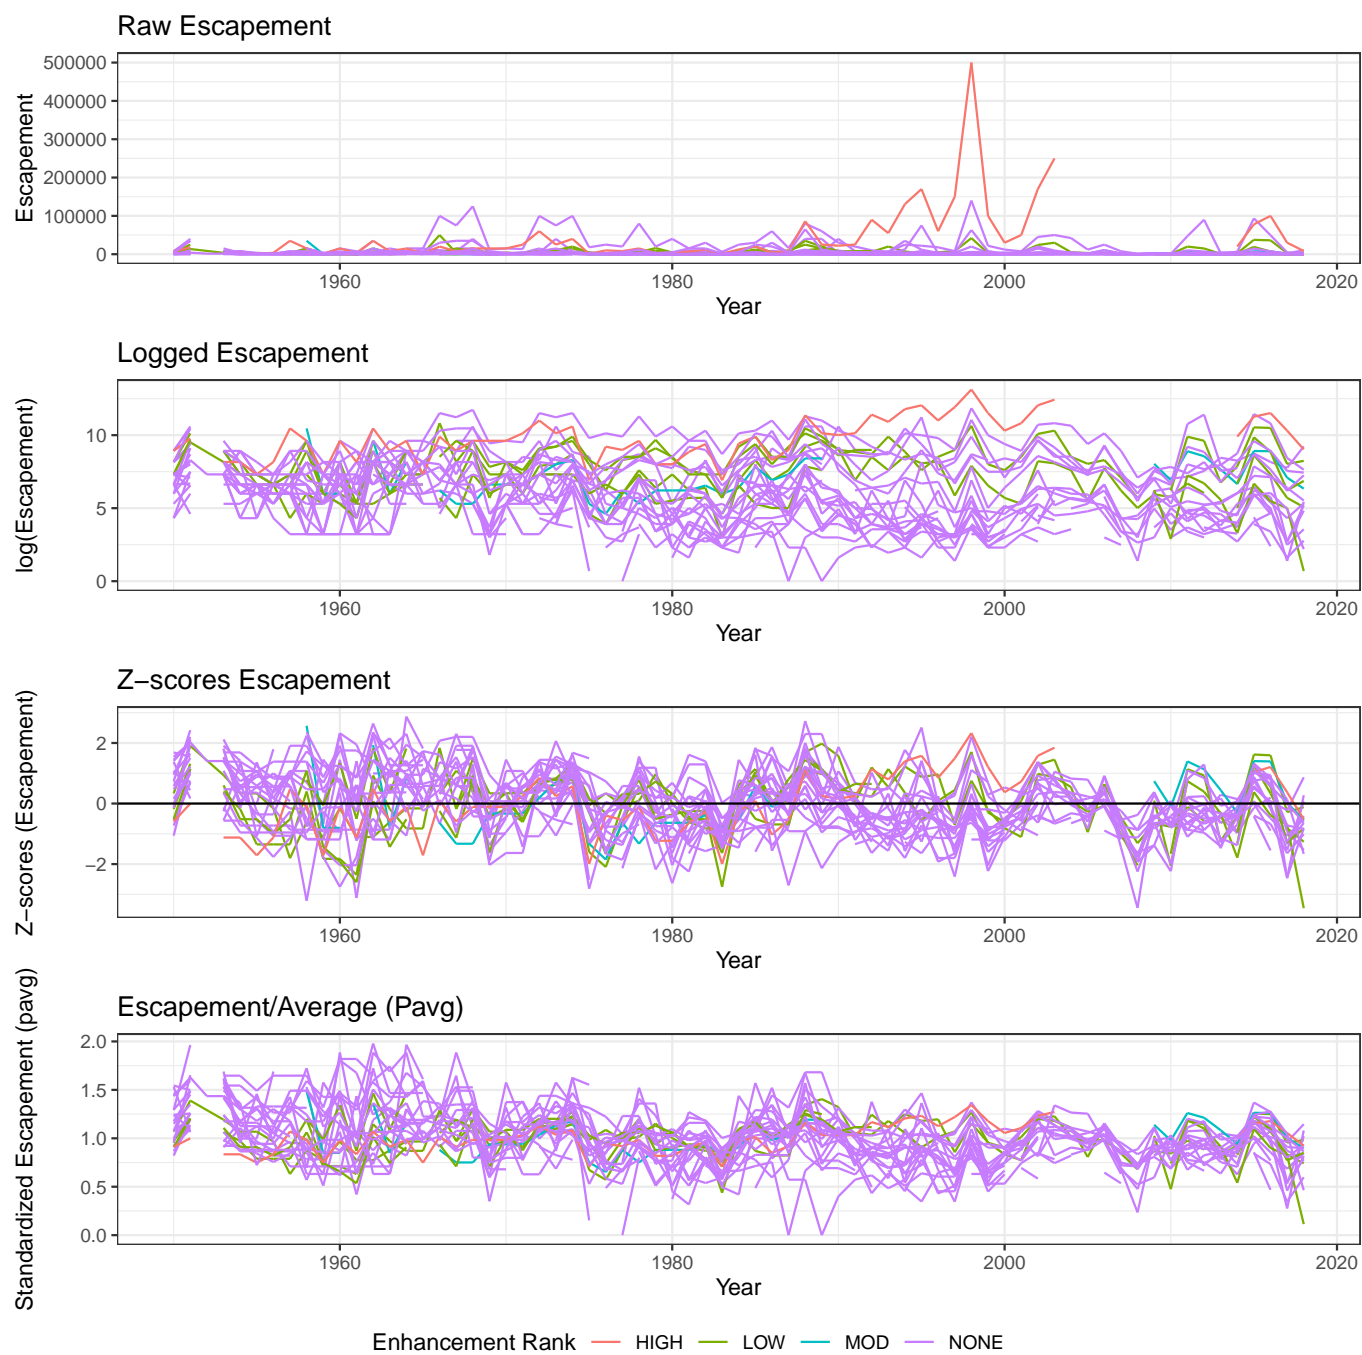 Raw Escapement
500000
400000
300000
200000
100000
0
Escapement
1960
1980
2000
2020
Year
Logged Escapement
10
5
0
log(Escapement)
1960
1980
2000
2020
Year
Z−scores Escapement
2
0
−2
Z−scores (Escapement)
1960
1980
2000
2020
Year
Escapement/Average (Pavg)
2.0
1.5
1.0
0.5
0.0
Standardized Escapement (pavg)
1960
1980
2000
2020
Year
Enhancement Rank HIGH LOW MOD NONE